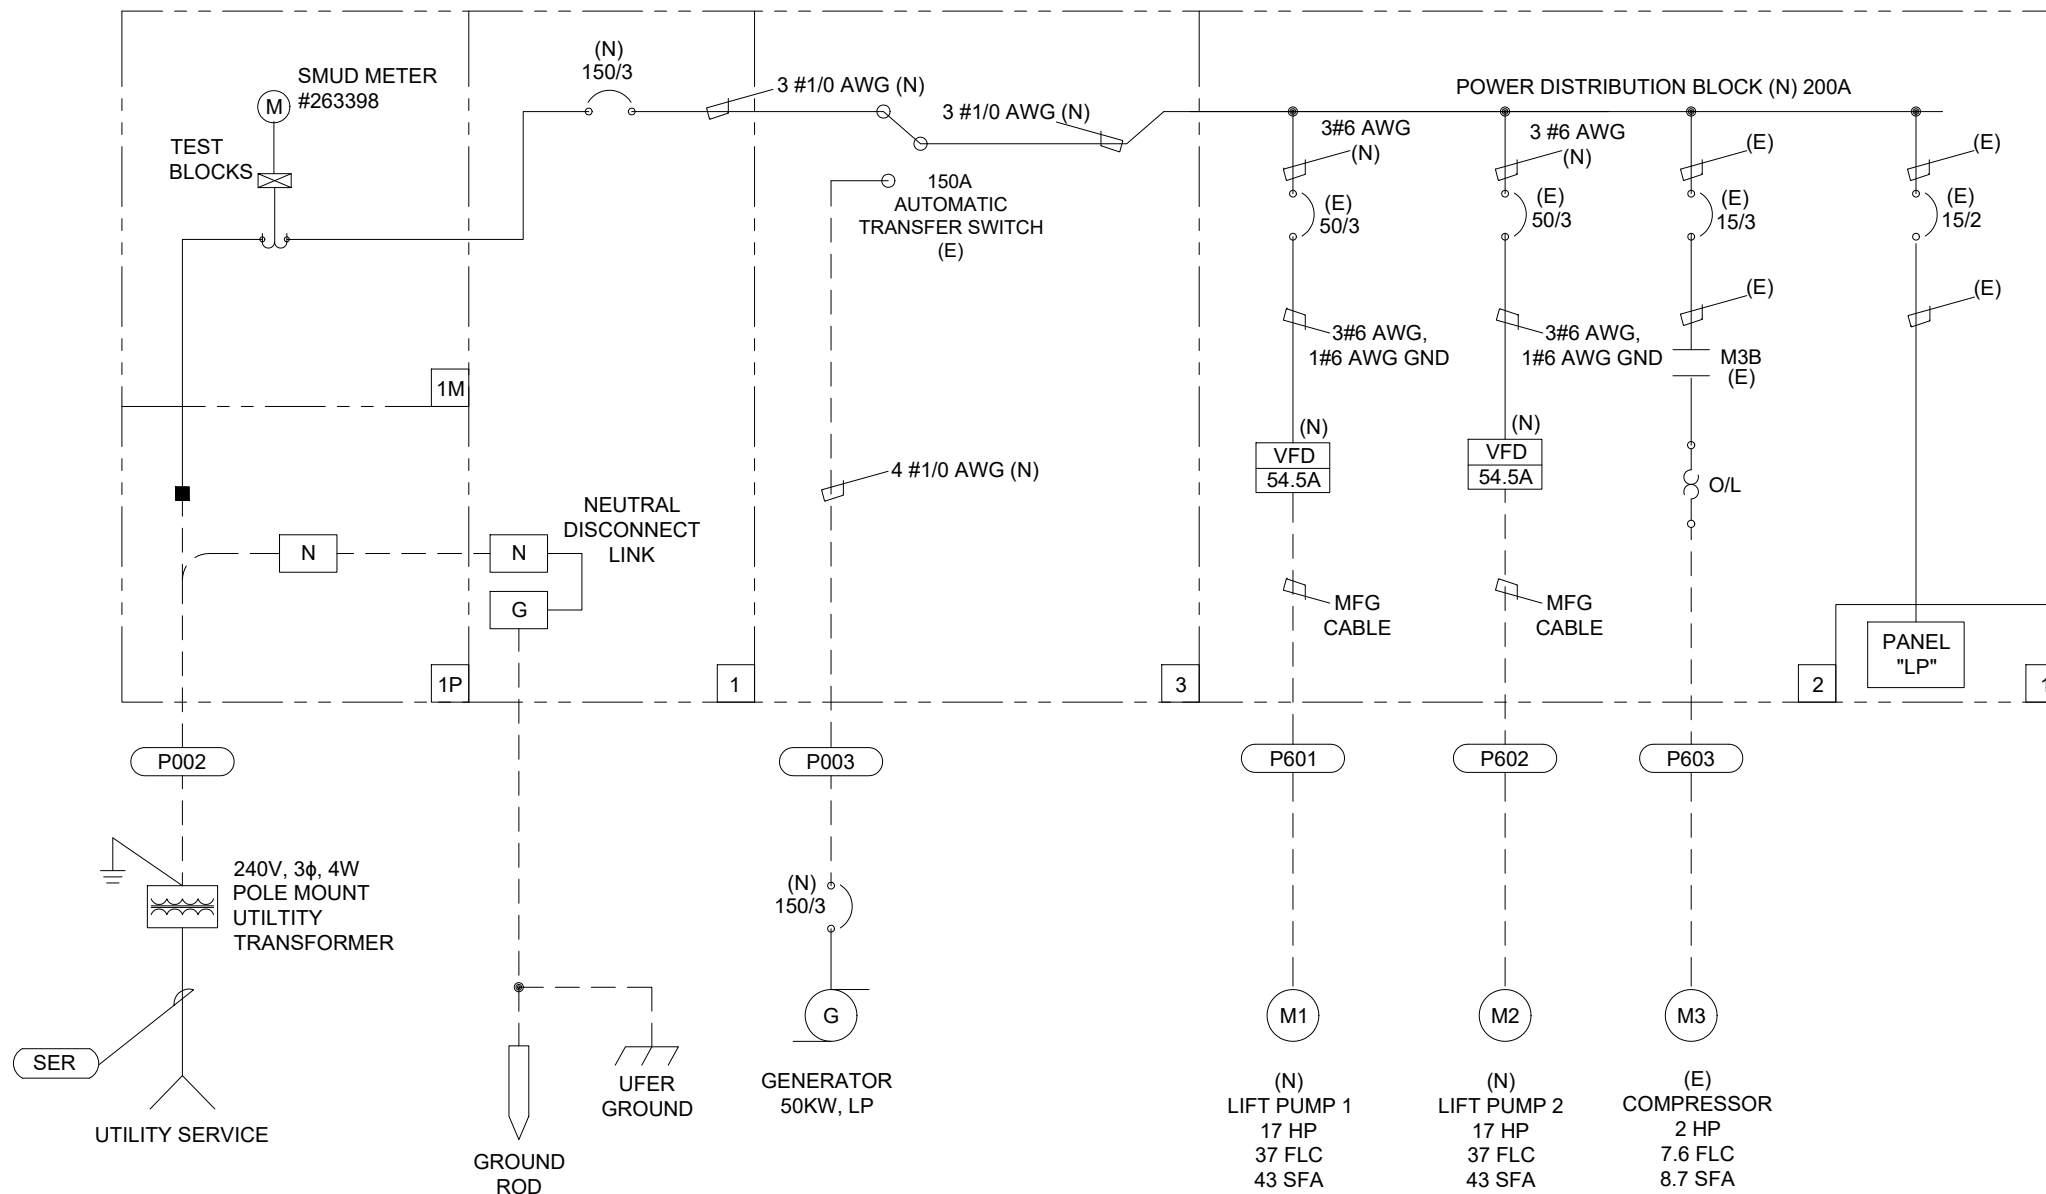 SMUD METER
#263398
M
TEST
BLOCKS
(N)
150/3
3 #1/0 AWG (N)
3 #1/0 AWG (N)
150A
AUTOMATIC
TRANSFER SWITCH
(E)
POWER DISTRIBUTION BLOCK (N) 200A
3#6 AWG
(N)
3 #6 AWG
(N)
(E)
(E)
(E)
50/3
(E)
50/3
(E)
15/3
(E)
15/2
(E)
(E)
3#6 AWG,
1#6 AWG GND
3#6 AWG,
1#6 AWG GND
M3B
(E)
1M
(N)
VFD
54.5A
(N)
VFD
54.5A
O/L
4 #1/0 AWG (N)
NEUTRAL
DISCONNECT
LINK
N
N
G
MFG
CABLE
MFG
CABLE
PANEL
"LP"
1P
1
3
2
1
P002
P003
P601
P602
P603
240V, 3ϕ, 4W
POLE MOUNT
UTILTITY
TRANSFORMER
(N)
150/3
SER
G
M1
M2
M3
UTILITY SERVICE
GROUND
ROD
UFER
GROUND
GENERATOR
50KW, LP
(N)
LIFT PUMP 1
17 HP
37 FLC
43 SFA
(N)
LIFT PUMP 2
17 HP
37 FLC
43 SFA
(E)
COMPRESSOR
2 HP
7.6 FLC
8.7 SFA